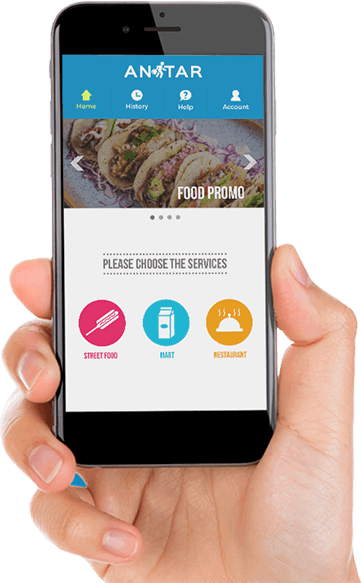 ANTAR
Home History Help Account
FOOD PROMO
PLEASE CHOOSE THE SERVICES
STREET FOOD MART RESTAURANT